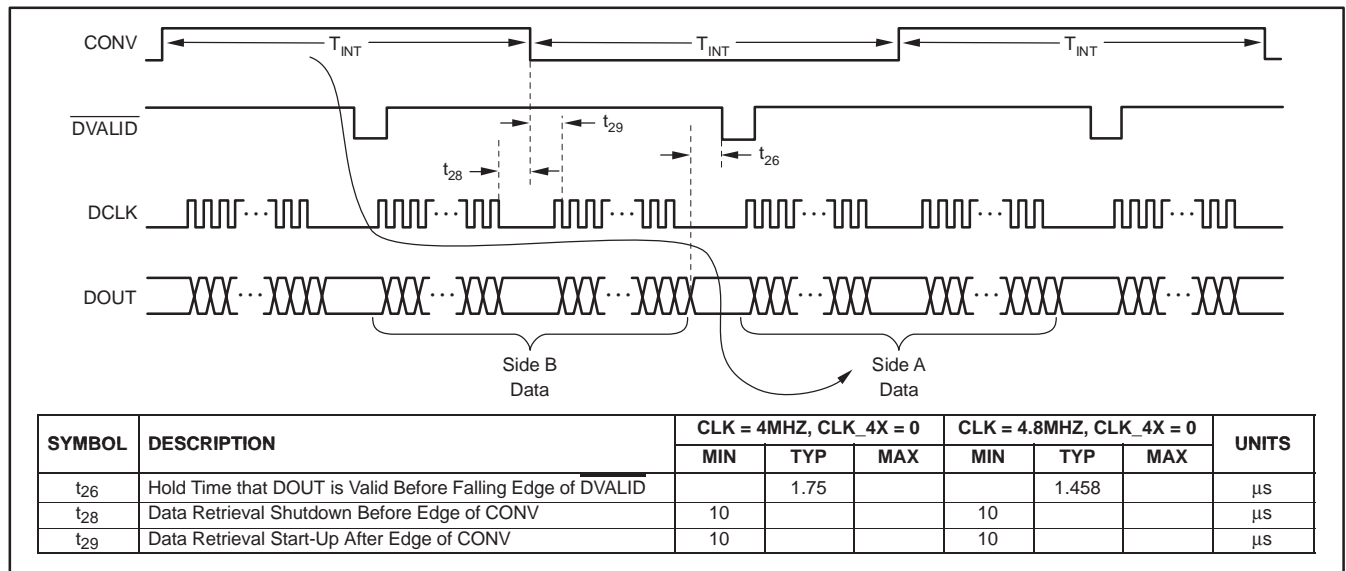 CONV
T_INT T_INT T_INT
DVALID
t29
t26
t28
DCLK
··· ··· ··· ··· ··· ···
DOUT
··· ··· ··· ··· ··· ···
Side B
Data
Side A
Data
SYMBOL DESCRIPTION CLK = 4MHZ, CLK_4X = 0 CLK = 4.8MHZ, CLK_4X = 0 UNITS
MIN TYP MAX MIN TYP MAX
t26 Hold Time that DOUT is Valid Before Falling Edge of DVALID 1.75 1.458 μs
t28 Data Retrieval Shutdown Before Edge of CONV 10 10 μs
t29 Data Retrieval Start-Up After Edge of CONV 10 10 μs